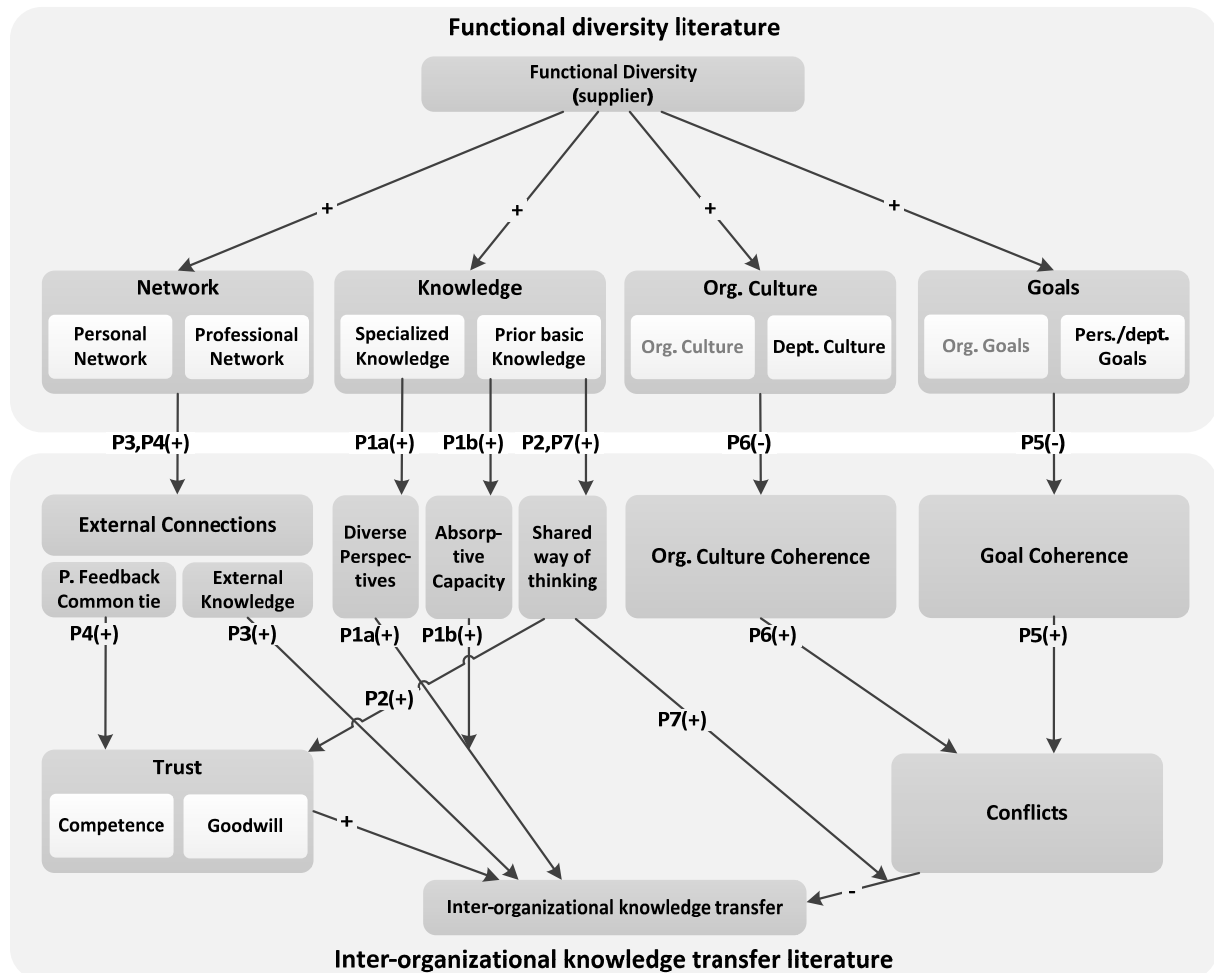 Functional diversity literature
Functional Diversity
(supplier)
+
+
+
+
Network
Personal
Network
Professional
Network
Knowledge
Specialized
Knowledge
Prior basic
Knowledge
Org. Culture
Org. Culture
Dept. Culture
Goals
Org. Goals
Pers./dept.
Goals
P3,P4(+)
P1a(+)
P1b(+)
P2,P7(+)
P6(-)
P5(-)
External Connections
P. Feedback
Common tie
External
Knowledge
Diverse
Perspec-
tives
Absorp-
tive
Capacity
Shared
way of
thinking
Org. Culture Coherence
Goal Coherence
P4(+)
P3(+)
P1a(+)
P1b(+)
P6(+)
P5(+)
P2(+)
P7(+)
Trust
Competence
Goodwill
+
Conflicts
-
Inter-organizational knowledge transfer
Inter-organizational knowledge transfer literature